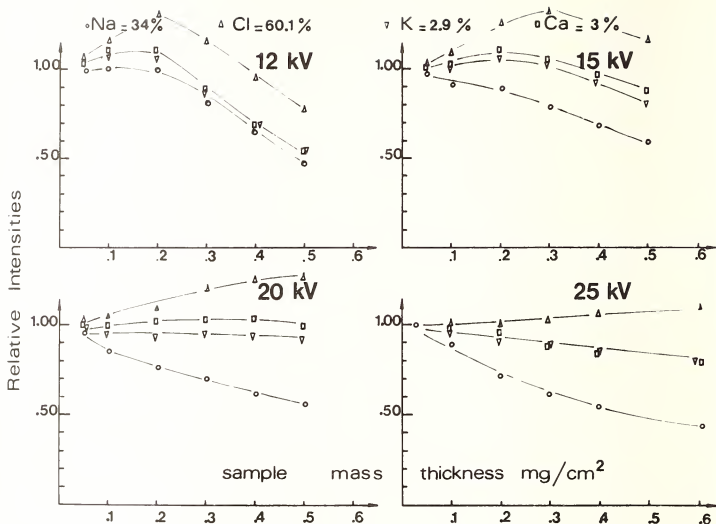 Na = 34% Cl = 60.1% K = 2.9% Ca = 3%
12 kV 15 kV
1.00 1.00
.50 .50
.1 .2 .3 .4 .5 .6 .1 .2 .3 .4 .5 .6
Relative Intensities
20 kV 25 kV
1.00 1.00
.50 .50
sample mass thickness mg/cm²
.1 .2 .3 .4 .5 .6 .1 .2 .3 .4 .5 .6